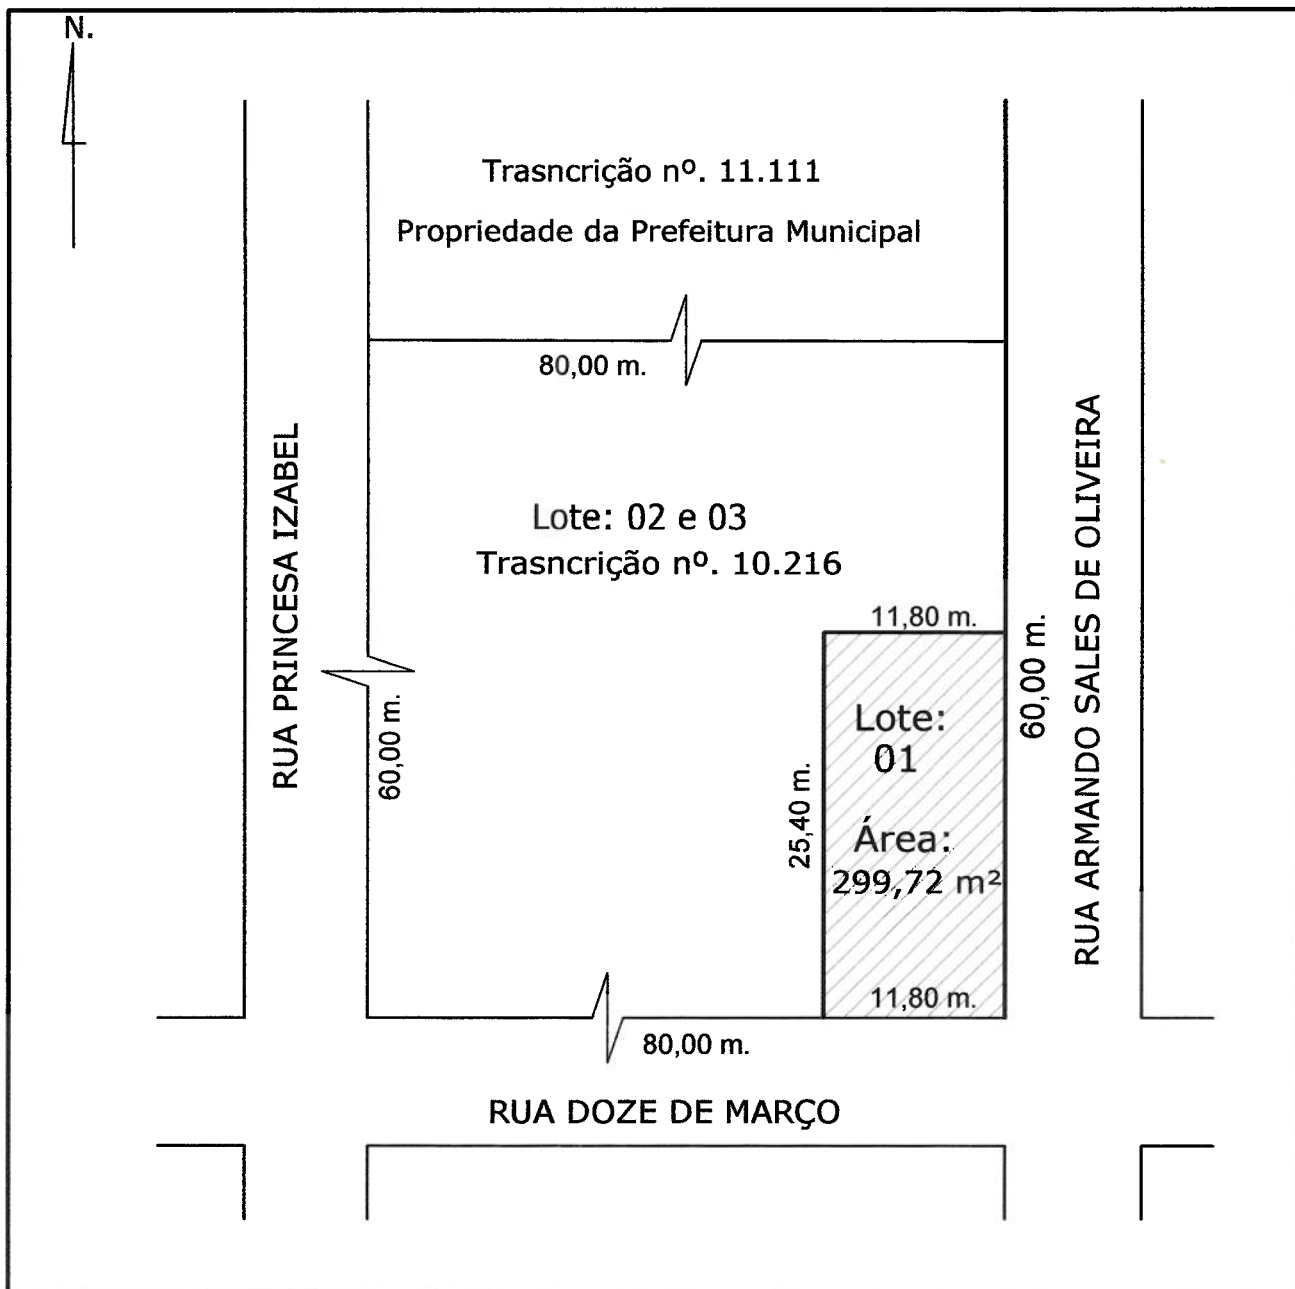 N.
Trasncrição nº. 11.111
Propriedade da Prefeitura Municipal
80,00 m.
RUA PRINCESA IZABEL
Lote: 02 e 03
Trasncrição nº. 10.216
RUA ARMANDO SALES DE OLIVEIRA
11,80 m.
60,00 m.
60,00 m.
25,40 m.
Lote:
01
Área:
299,72 m²
11,80 m.
80,00 m.
RUA DOZE DE MARÇO